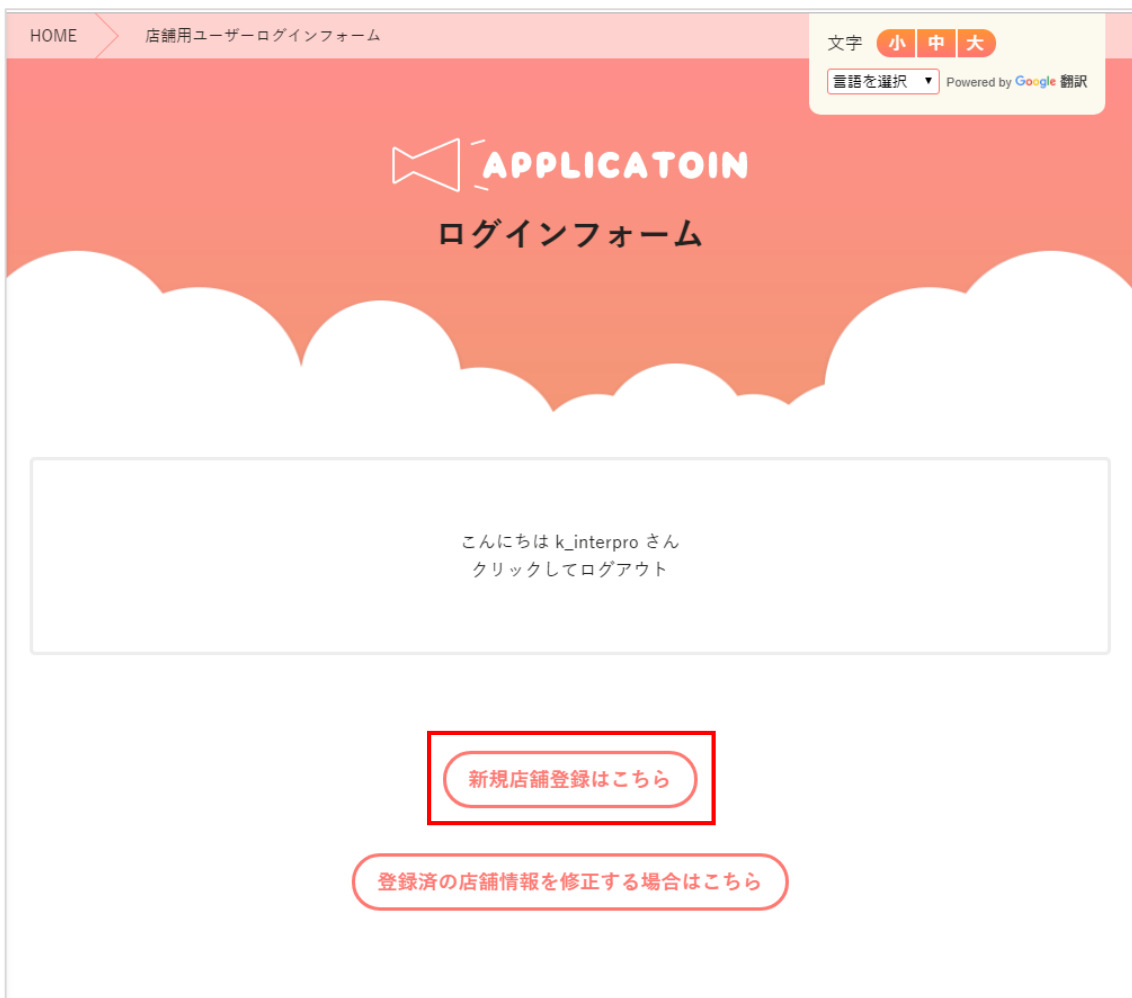 HOME 店舗用ユーザーログインフォーム
文字 小 中 大
言語を選択 ▼ Powered by Google 翻訳
APPLICATOIN
ログインフォーム
こんにちは k_interpro さん
クリックしてログアウト
新規店舗登録はこちら
登録済の店舗情報を修正する場合はこちら